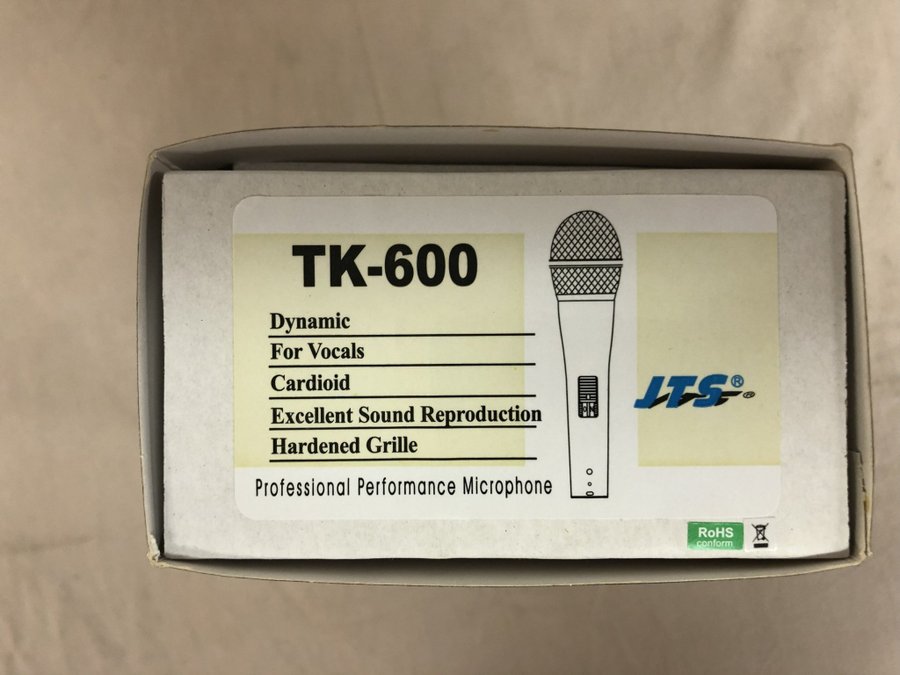 TK-600
Dynamic
For Vocals
Cardioid
Excellent Sound Reproduction
Hardened Grille
Professional Performance Microphone
JTS®
RoHS
conform